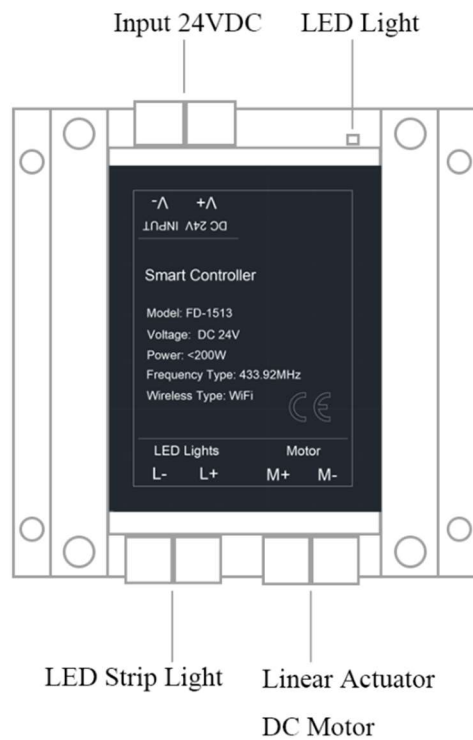 Input 24VDC LED Light
V- V+
DC 24V INPUT
Smart Controller
Model: FD-1513
Voltage: DC 24V
Power: <200W
Frequency Type: 433.92MHz
Wireless Type: WiFi
CE
LED Lights Motor
L- L+ M+ M-
LED Strip Light Linear Actuator
DC Motor